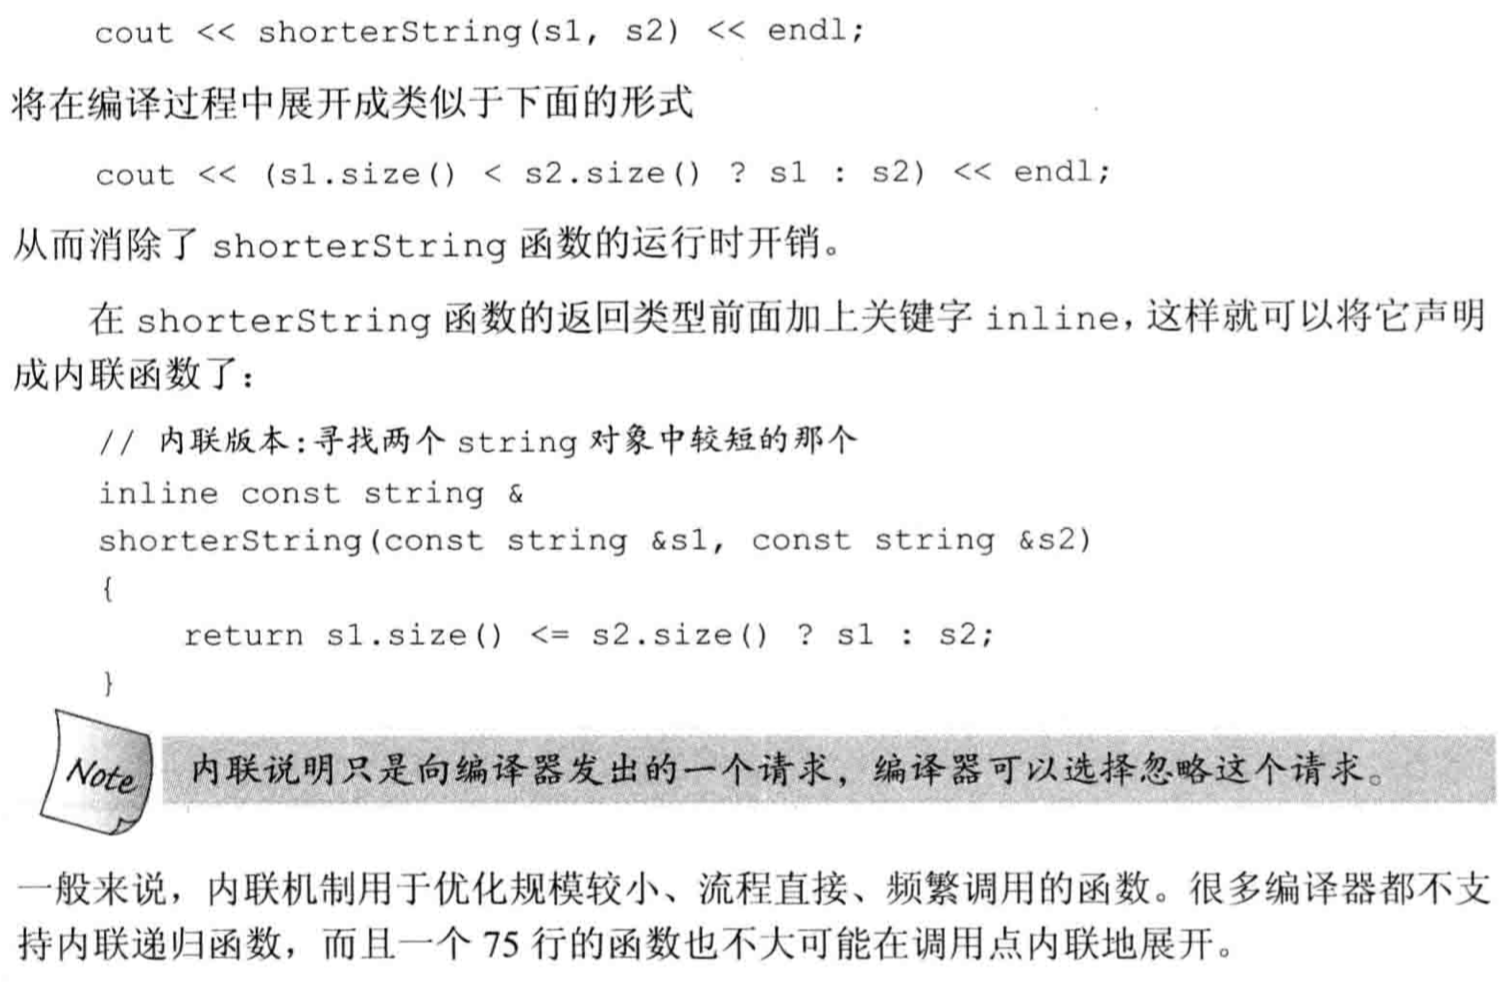 cout << shorterString(s1, s2) << endl;
将在编译过程中展开成类似于下面的形式
cout << (s1.size() < s2.size() ? s1 : s2) << endl;
从而消除了 shorterString 函数的运行时开销。
在 shorterString 函数的返回类型前面加上关键字 inline，这样就可以将它声明
成内联函数了：
// 内联版本：寻找两个 string 对象中较短的那个
inline const string &
shorterString(const string &s1, const string &s2)
{
return s1.size() <= s2.size() ? s1 : s2;
}
Note 内联说明只是向编译器发出的一个请求，编译器可以选择忽略这个请求。
一般来说，内联机制用于优化规模较小、流程直接、频繁调用的函数。很多编译器都不支
持内联递归函数，而且一个 75 行的函数也不大可能在调用点内联地展开。